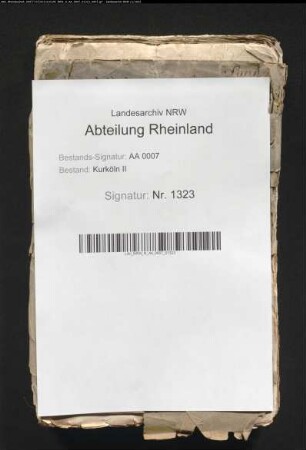 Landesarchiv NRW
Abteilung Rheinland
Bestands-Signatur: AA 0007
Bestand: Kurköln II
Signatur: Nr. 1323